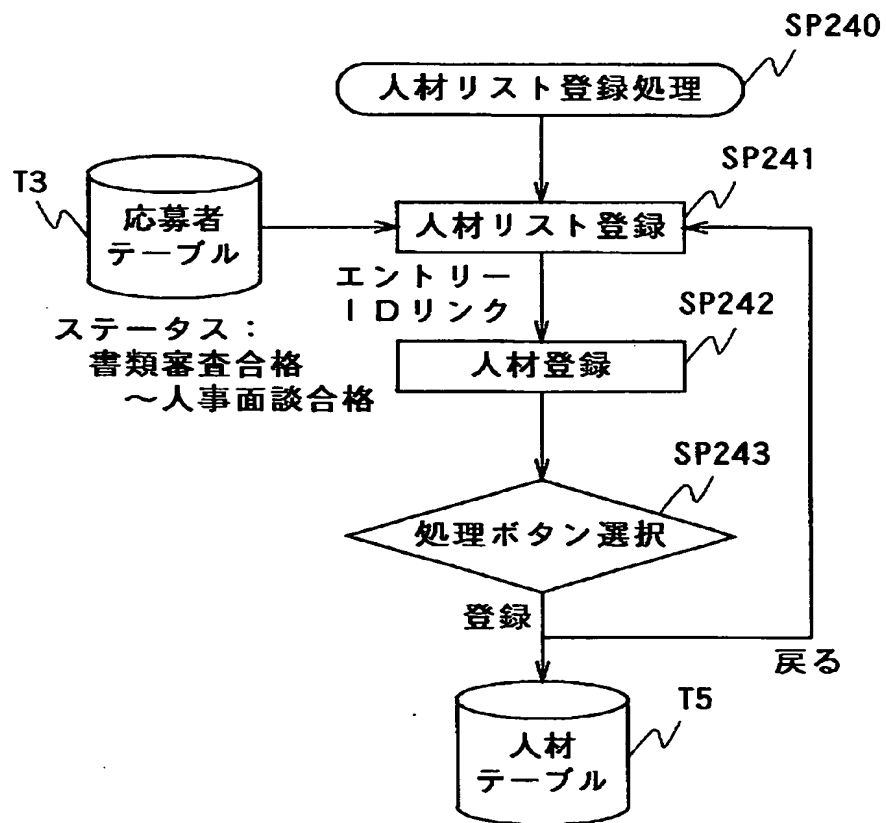 SP240
人材リスト登録処理
SP241
T3
応募者
テーブル
人材リスト登録
エントリー
IDリンク
SP242
ステータス：
書類審査合格
～人事面談合格
人材登録
SP243
処理ボタン選択
登録
戻る
T5
人材
テーブル